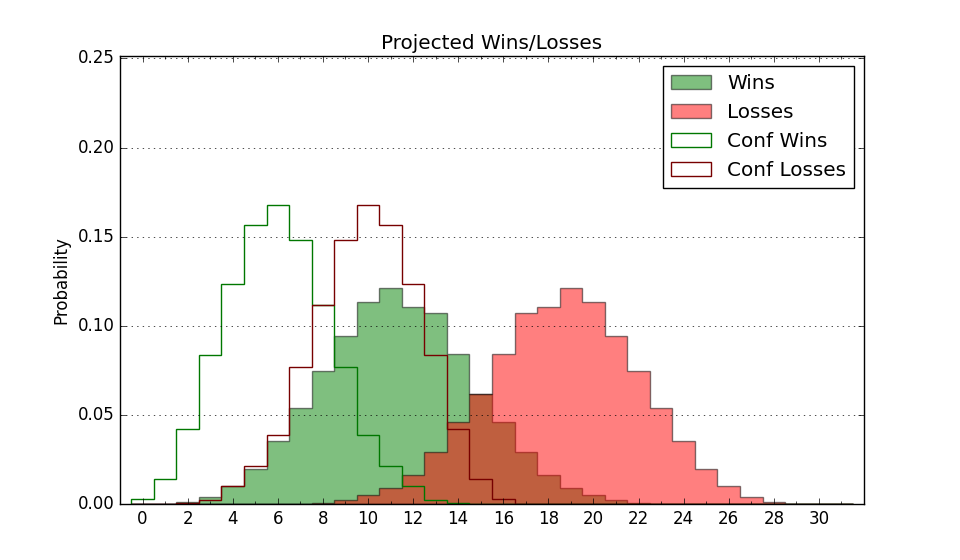 Projected Wins/Losses
0.25
0.20
0.15
0.10
0.05
0.00
Probability
Wins
Losses
Conf Wins
Conf Losses
0 2 4 6 8 10 12 14 16 18 20 22 24 26 28 30